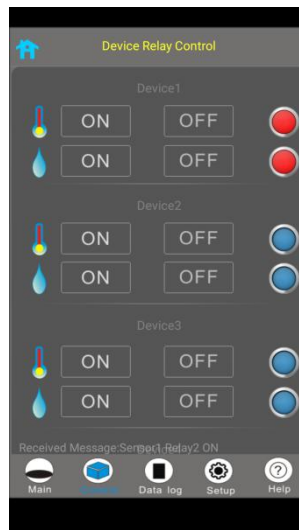 Device Relay Control
Device1
ON OFF
ON OFF
Device2
ON OFF
ON OFF
Device3
ON OFF
ON OFF
Received Message:Sensor1 Relay2 ON
Main Data log Setup Help